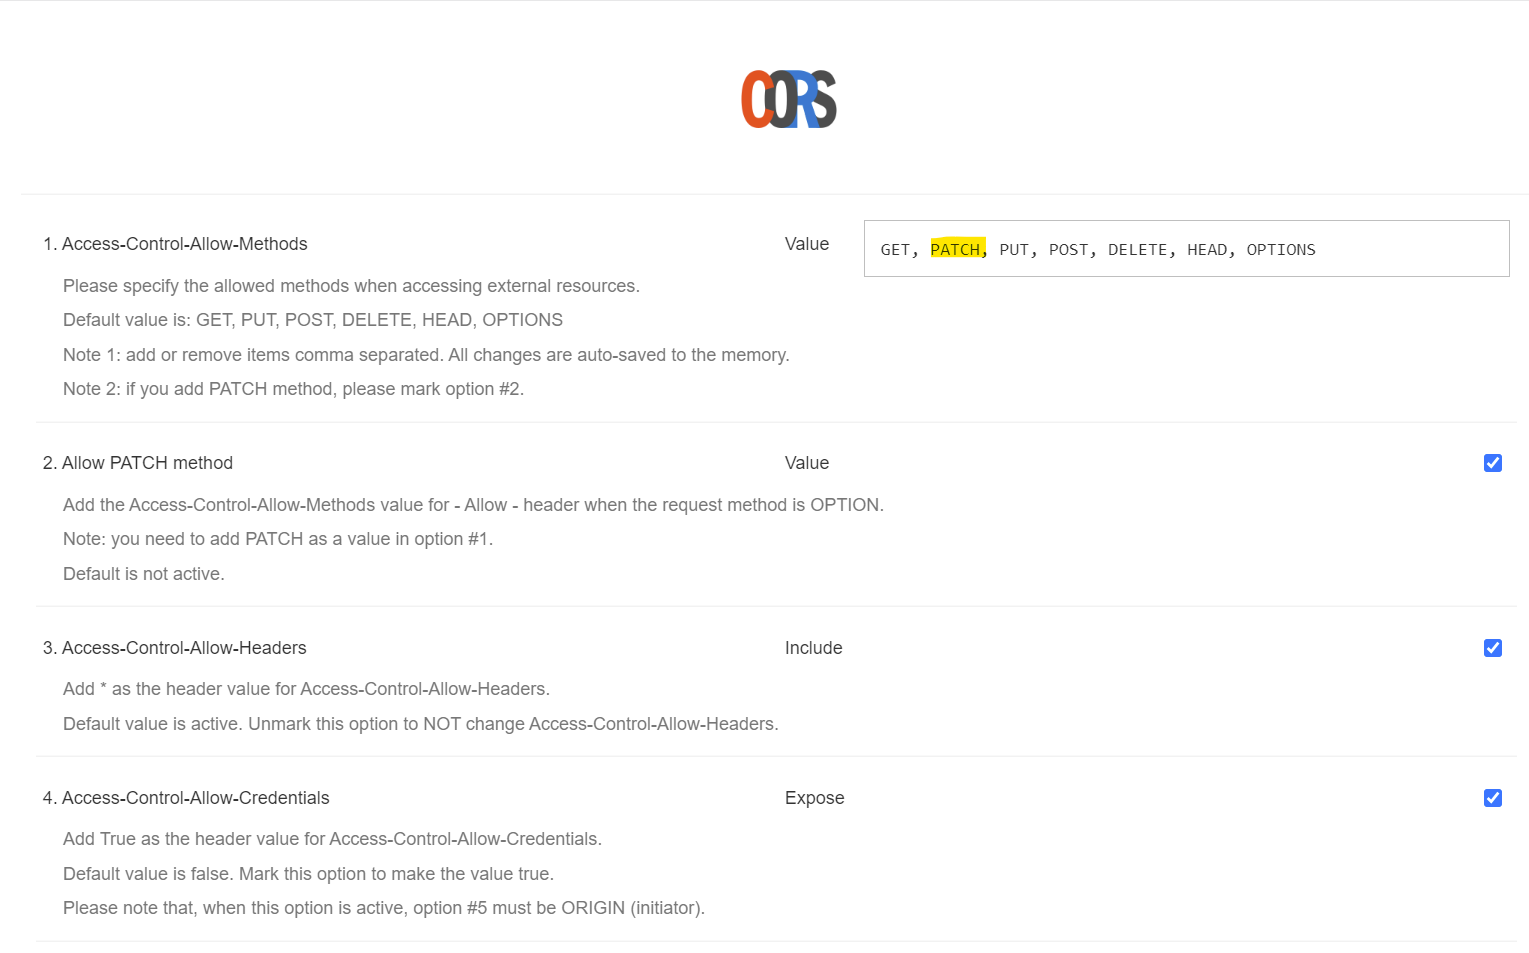 CORS
1. Access-Control-Allow-Methods Value GET, PATCH, PUT, POST, DELETE, HEAD, OPTIONS
Please specify the allowed methods when accessing external resources.
Default value is: GET, PUT, POST, DELETE, HEAD, OPTIONS
Note 1: add or remove items comma separated. All changes are auto-saved to the memory.
Note 2: if you add PATCH method, please mark option #2.
2. Allow PATCH method Value
Add the Access-Control-Allow-Methods value for - Allow - header when the request method is OPTION.
Note: you need to add PATCH as a value in option #1.
Default is not active.
3. Access-Control-Allow-Headers Include
Add * as the header value for Access-Control-Allow-Headers.
Default value is active. Unmark this option to NOT change Access-Control-Allow-Headers.
4. Access-Control-Allow-Credentials Expose
Add True as the header value for Access-Control-Allow-Credentials.
Default value is false. Mark this option to make the value true.
Please note that, when this option is active, option #5 must be ORIGIN (initiator).